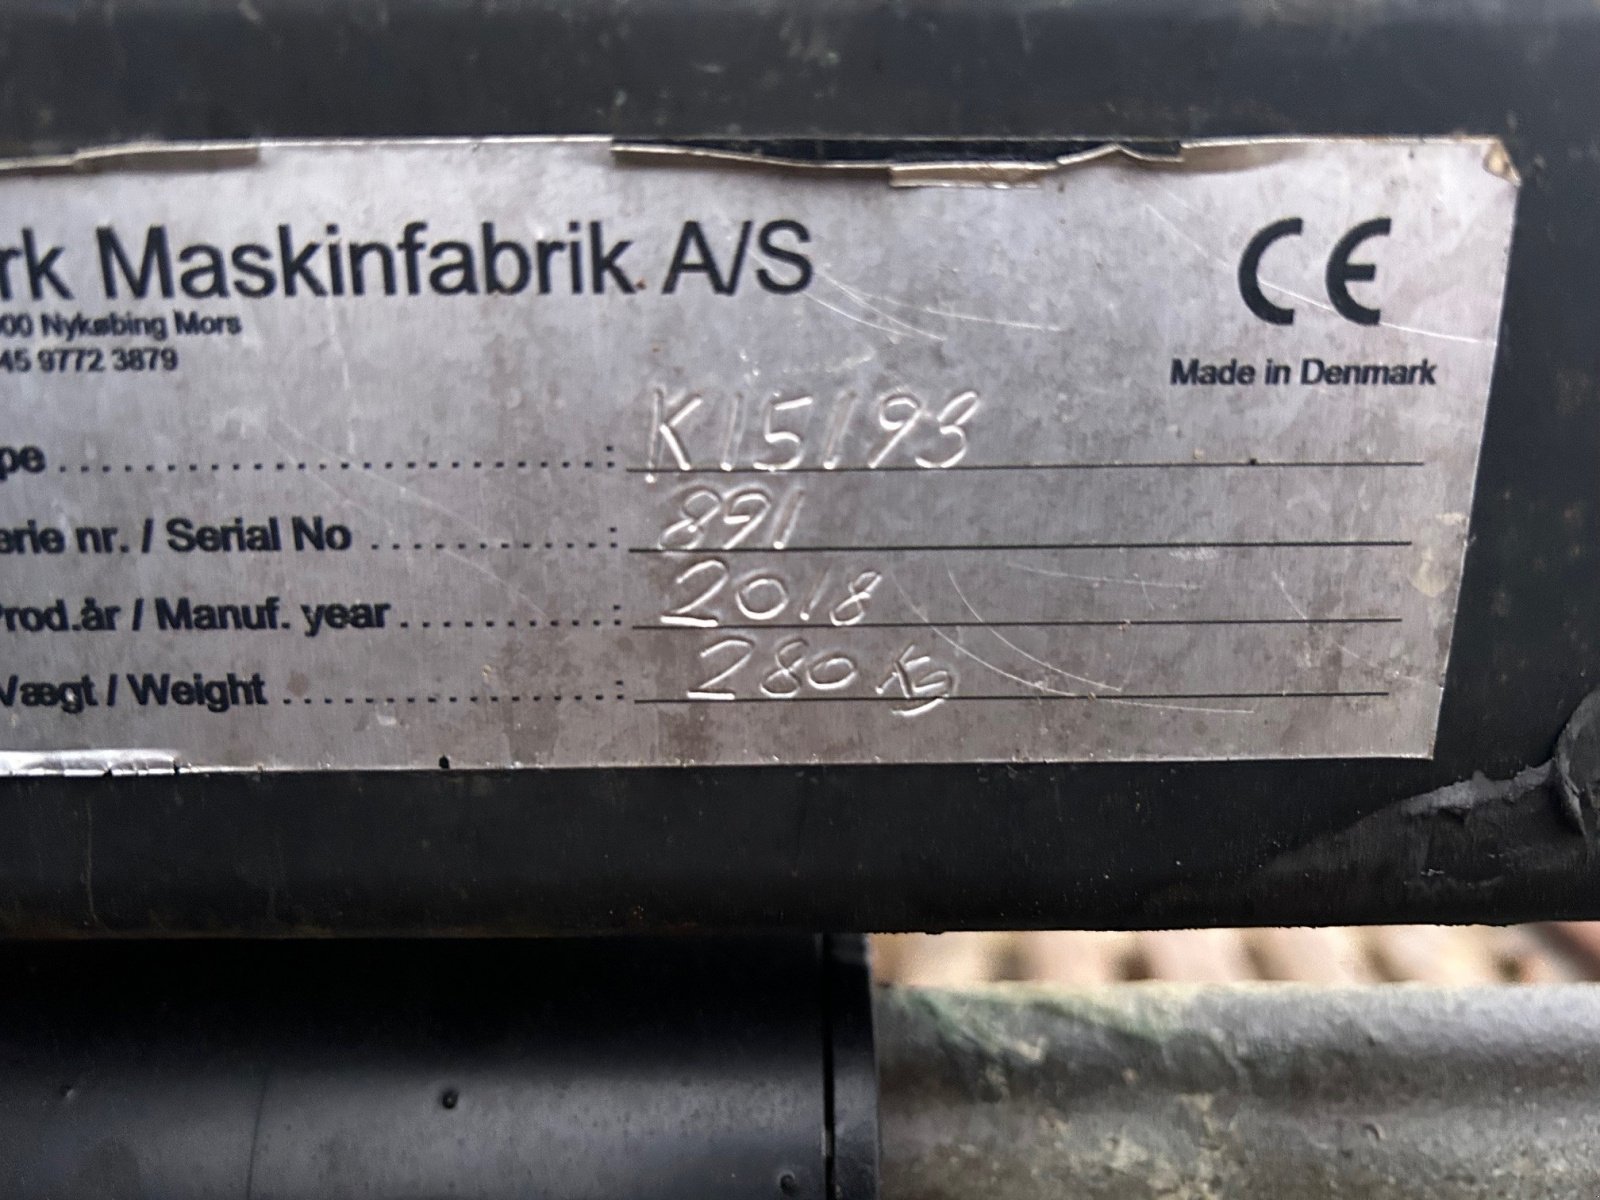 rk Maskinfabrik A/S
00 Nykøbing Mors
45 9772 3879
CE
Made in Denmark
pe ........................: K15193
erie nr. / Serial No ............: 891
Prod.år / Manuf. year ...........: 2018
Vægt / Weight ..................: 280 KG